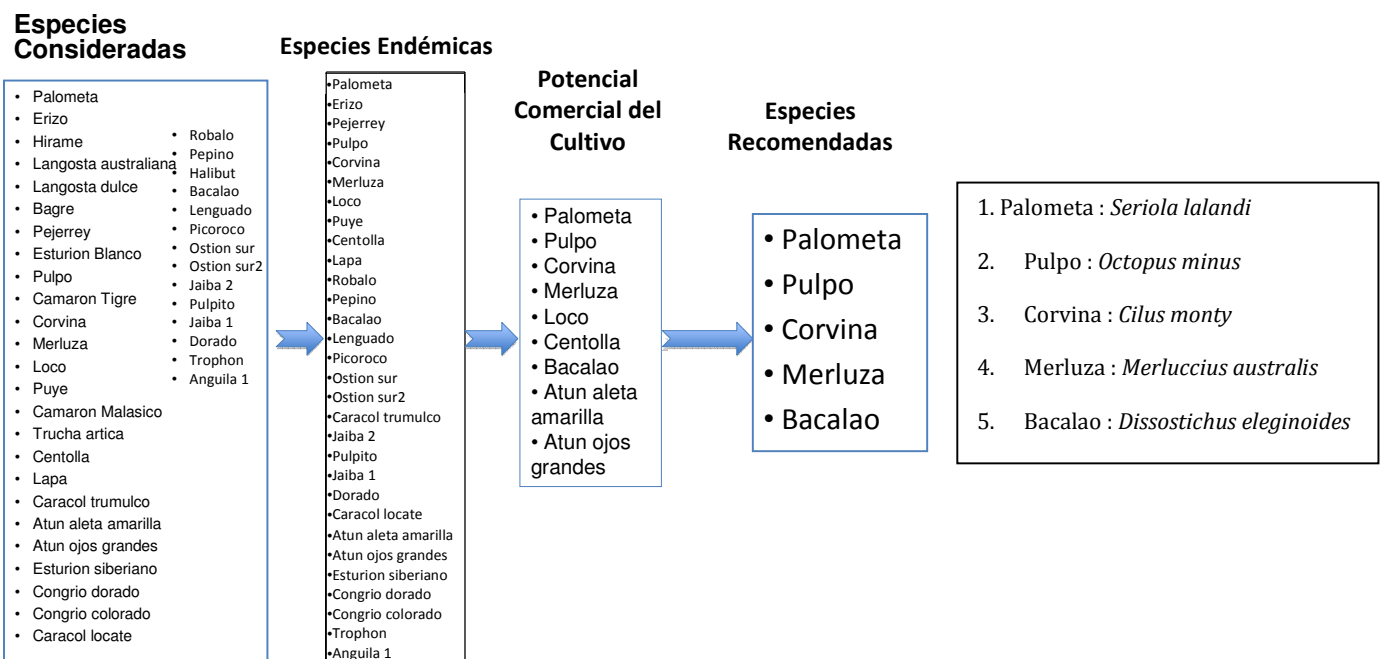 Especies
Consideradas
• Palometa
• Erizo
• Hirame
• Langosta australiana
• Langosta dulce
• Bagre
• Pejerrey
• Esturion Blanco
• Pulpo
• Camaron Tigre
• Corvina
• Merluza
• Loco
• Puye
• Camaron Malasico
• Trucha artica
• Centolla
• Lapa
• Caracol trumulco
• Atun aleta amarilla
• Atun ojos grandes
• Esturion siberiano
• Congrio dorado
• Congrio colorado
• Caracol locate
• Robalo
• Pepino
• Halibut
• Bacalao
• Lenguado
• Picoroco
• Ostion sur
• Ostion sur2
• Jaiba 2
• Pulpito
• Jaiba 1
• Dorado
• Trophon
• Anguila 1
Especies Endémicas
•Palometa
•Erizo
•Pejerrey
•Pulpo
•Corvina
•Merluza
•Loco
•Puye
•Centolla
•Lapa
•Robalo
•Pepino
•Bacalao
•Lenguado
•Picoroco
•Ostion sur
•Ostion sur2
•Caracol trumulco
•Jaiba 2
•Pulpito
•Jaiba 1
•Dorado
•Caracol locate
•Atun aleta amarilla
•Atun ojos grandes
•Esturion siberiano
•Congrio dorado
•Congrio colorado
•Trophon
•Anguila 1
Potencial
Comercial del
Cultivo
• Palometa
• Pulpo
• Corvina
• Merluza
• Loco
• Centolla
• Bacalao
• Atun aleta
amarilla
• Atun ojos
grandes
Especies
Recomendadas
• Palometa
• Pulpo
• Corvina
• Merluza
• Bacalao
1. Palometa : Seriola lalandi
2. Pulpo : Octopus minus
3. Corvina : Cilus monty
4. Merluza : Merluccius australis
5. Bacalao : Dissostichus eleginoides